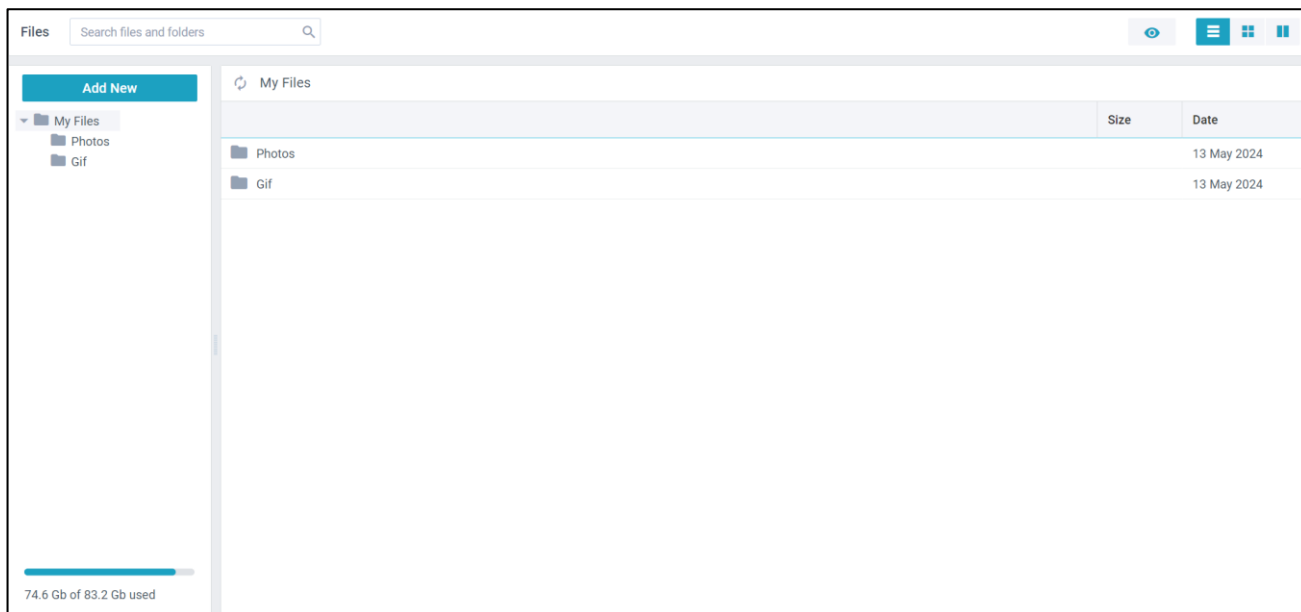 Files
Search files and folders
Add New
My Files
Photos
Gif
74.6 Gb of 83.2 Gb used
My Files
Size Date
Photos 13 May 2024
Gif 13 May 2024